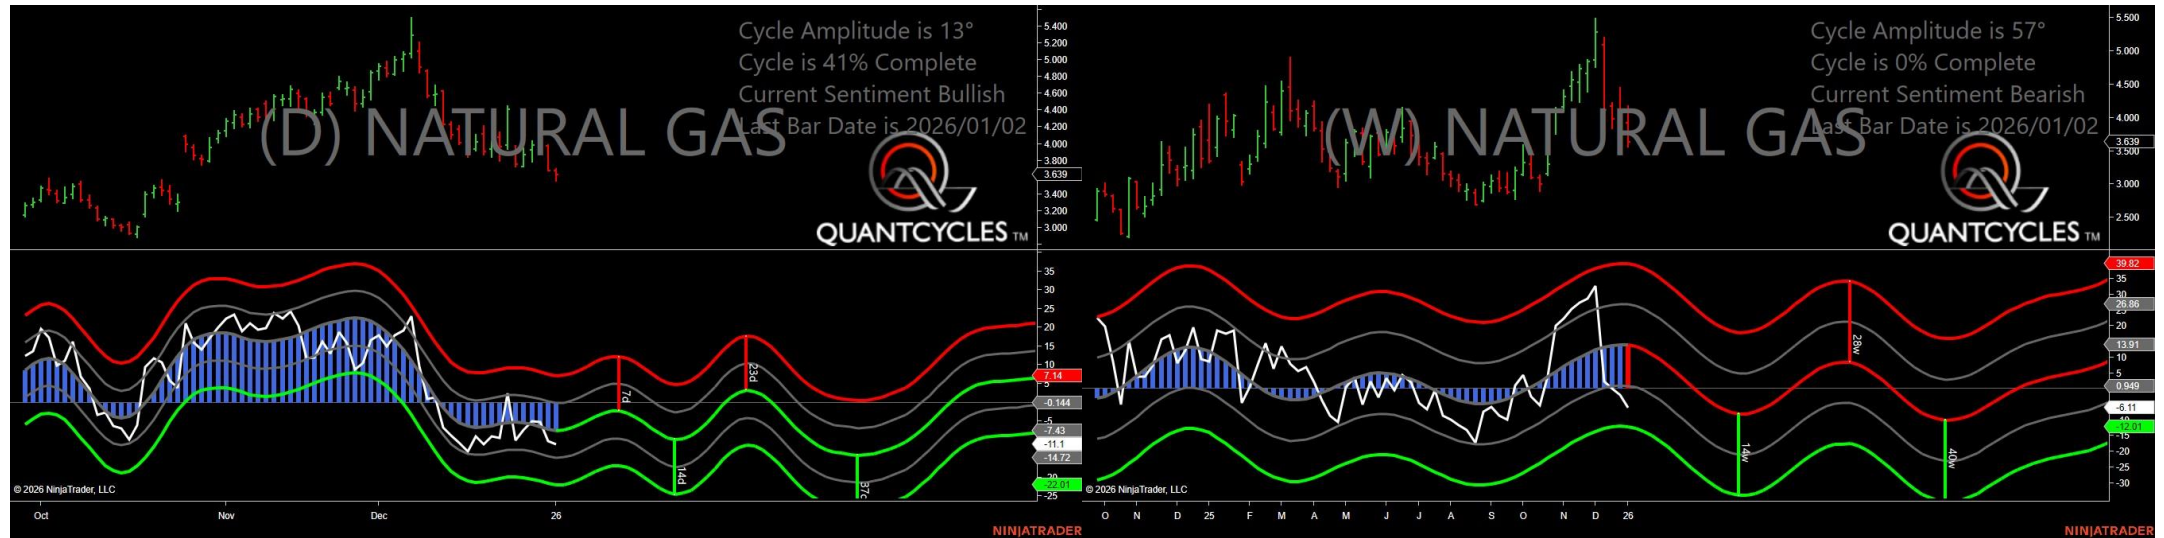 Cycle Amplitude is 13°
Cycle is 41% Complete
Current Sentiment Bullish
Last Bar Date is 2026/01/02
(D) NATURAL GAS
QUANTCYCLES TM
5.400
5.200
5.000
4.800
4.600
4.400
4.200
4.000
3.800
3.639
3.400
3.200
3.000
35
30
25
20
15
10
7.14
5
-0.144
-5
-7.43
-11.1
-14.72
-22.01
-25
7d
14d
23d
© 2026 NinjaTrader, LLC
Oct
Nov
Dec
26
NINJATRADER
Cycle Amplitude is 57°
Cycle is 0% Complete
Current Sentiment Bearish
Last Bar Date is 2026/01/02
(W) NATURAL GAS
QUANTCYCLES TM
5.500
5.000
4.500
4.000
3.639
3.500
3.000
2.500
39.82
35
30
26.86
25
20
13.91
10
5
0.949
-6.11
-12.01
-15
-20
-25
-30
14w
28w
40w
© 2026 NinjaTrader, LLC
O N D 25 F M A M J J A S O N D 26
NINJATRADER